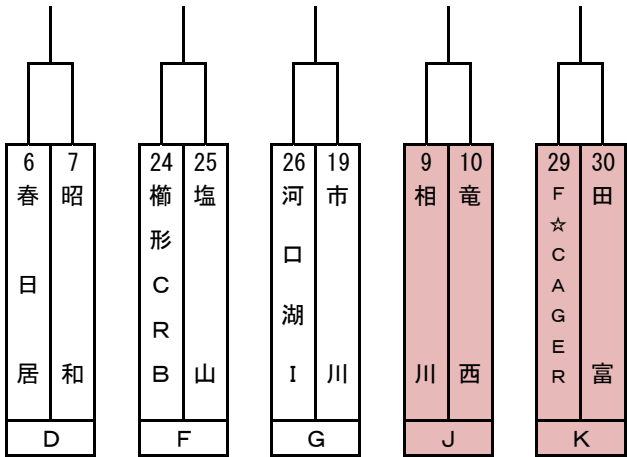 6 7
春日居
昭和
D
24 25
櫛形CRB
塩山
F
26 19
河口湖I
市川
G
9 10
相川
竜西
J
29 30
F☆CAGER
田富
K